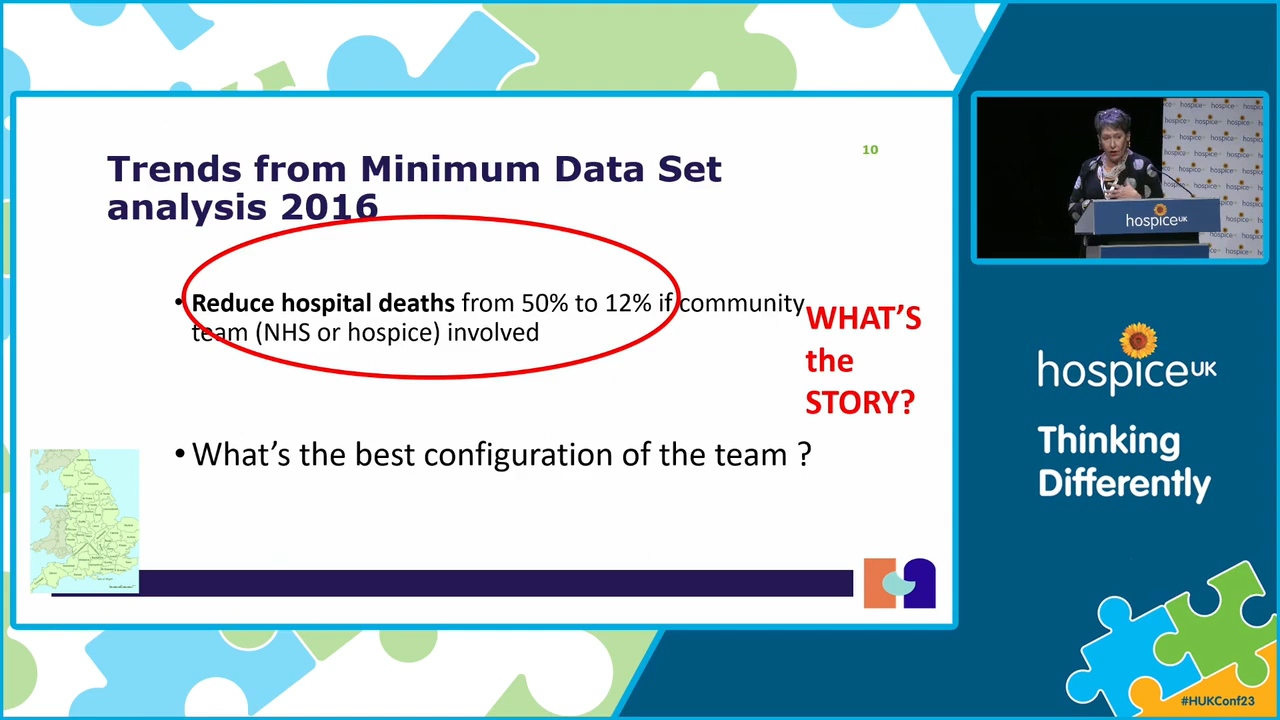 Trends from Minimum Data Set
analysis 2016
10
• Reduce hospital deaths from 50% to 12% if community
team (NHS or hospice) involved
WHAT'S
the
STORY?
• What's the best configuration of the team ?
hospice UK
hospice UK
Thinking
Differently
#HUKConf23